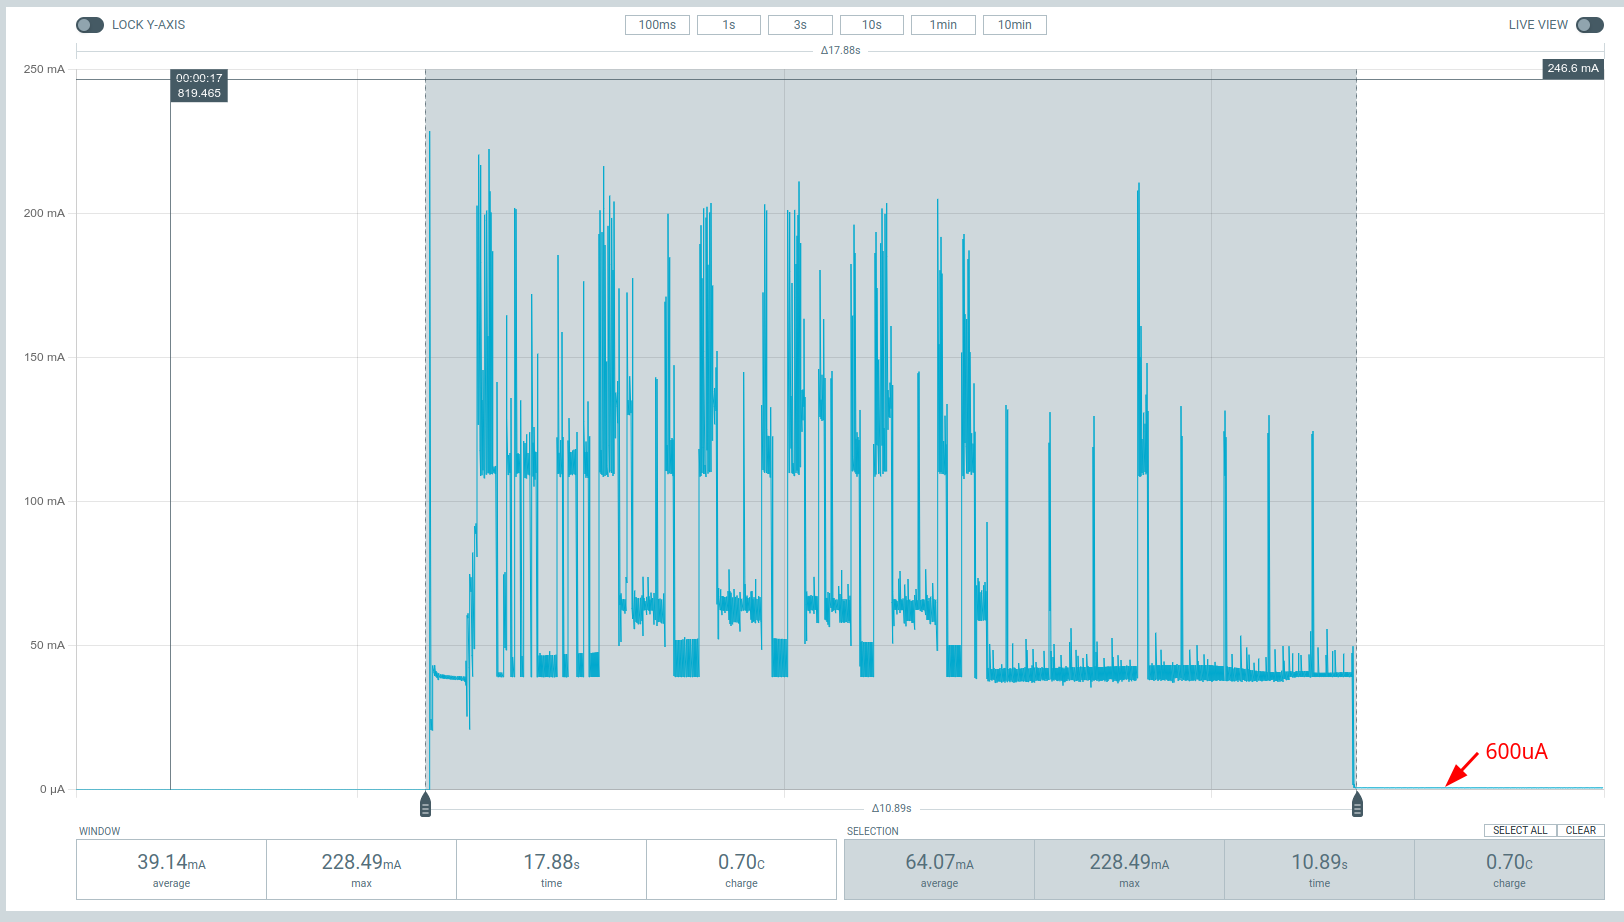 LOCK Y-AXIS
100ms
1s
3s
10s
1min
10min
LIVE VIEW
Δ17.88s
250 mA
00:00:17
819.465
246.6 mA
200 mA
150 mA
100 mA
50 mA
600uA
0 µA
Δ10.89s
WINDOW
SELECTION
SELECT ALL
CLEAR
39.14mA
228.49mA
17.88s
0.70C
64.07mA
228.49mA
10.89s
0.70C
average
max
time
charge
average
max
time
charge